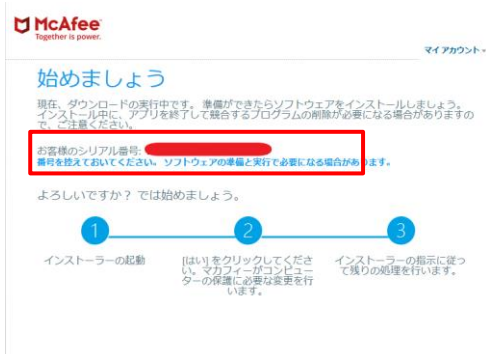 McAfee
Together is power.
マイ アカウント
始めましょう
現在、ダウンロードの実行中です。 準備ができたらソフトウェアをインストールしましょう。
インストール中に、アプリを終了して競合するプログラムの削除が必要になる場合がありますの
で、ご注意ください。
お客様のシリアル番号:
番号を控えておいてください。 ソフトウェアの準備と実行で必要になる場合があります。
よろしいですか？ では始めましょう。
1
2
3
インストーラーの起動
[はい] をクリックしてくださ
い。マカフィーがコンピュー
ターの保護に必要な変更を行
います。
インストーラーの指示に従っ
て残りの処理を行います。